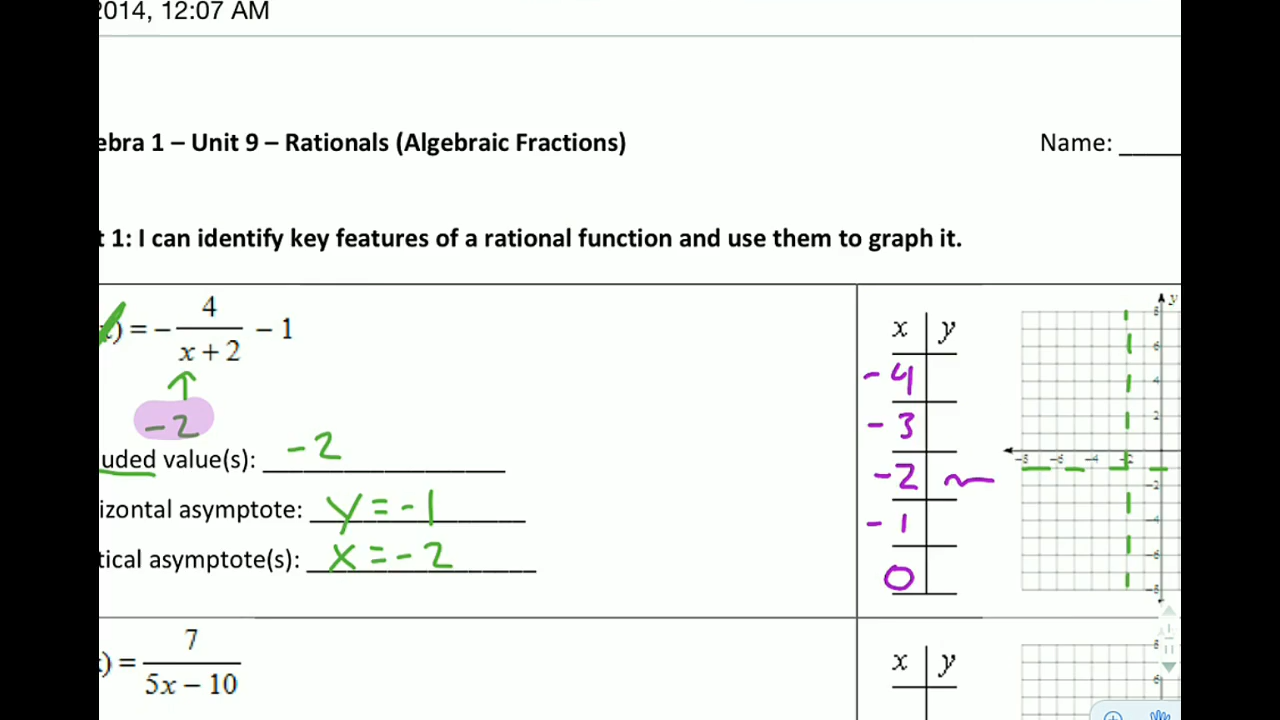 2014, 12:07 AM
ebra 1 – Unit 9 – Rationals (Algebraic Fractions)
Name: ____
t 1: I can identify key features of a rational function and use them to graph it.
) = − 4/(x + 2) − 1
−2
uded value(s): −2
izontal asymptote: y = −1
tical asymptote(s): x = −2
x y
−4
−3
−2
−1
0
y
) = 7/(5x − 10)
x y